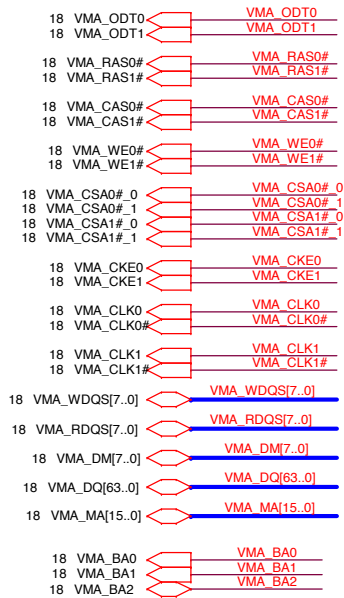 18 VMA_ODT0 VMA_ODT0
18 VMA_ODT1 VMA_ODT1
18 VMA_RAS0# VMA_RAS0#
18 VMA_RAS1# VMA_RAS1#
18 VMA_CAS0# VMA_CAS0#
18 VMA_CAS1# VMA_CAS1#
18 VMA_WE0# VMA_WE0#
18 VMA_WE1# VMA_WE1#
18 VMA_CSA0#_0 VMA_CSA0#_0
18 VMA_CSA0#_1 VMA_CSA0#_1
18 VMA_CSA1#_0 VMA_CSA1#_0
18 VMA_CSA1#_1 VMA_CSA1#_1
18 VMA_CKE0 VMA_CKE0
18 VMA_CKE1 VMA_CKE1
18 VMA_CLK0 VMA_CLK0
18 VMA_CLK0# VMA_CLK0#
18 VMA_CLK1 VMA_CLK1
18 VMA_CLK1# VMA_CLK1#
18 VMA_WDQS[7..0] VMA_WDQS[7..0]
18 VMA_RDQS[7..0] VMA_RDQS[7..0]
18 VMA_DM[7..0] VMA_DM[7..0]
18 VMA_DQ[63..0] VMA_DQ[63..0]
18 VMA_MA[15..0] VMA_MA[15..0]
18 VMA_BA0 VMA_BA0
18 VMA_BA1 VMA_BA1
18 VMA_BA2 VMA_BA2